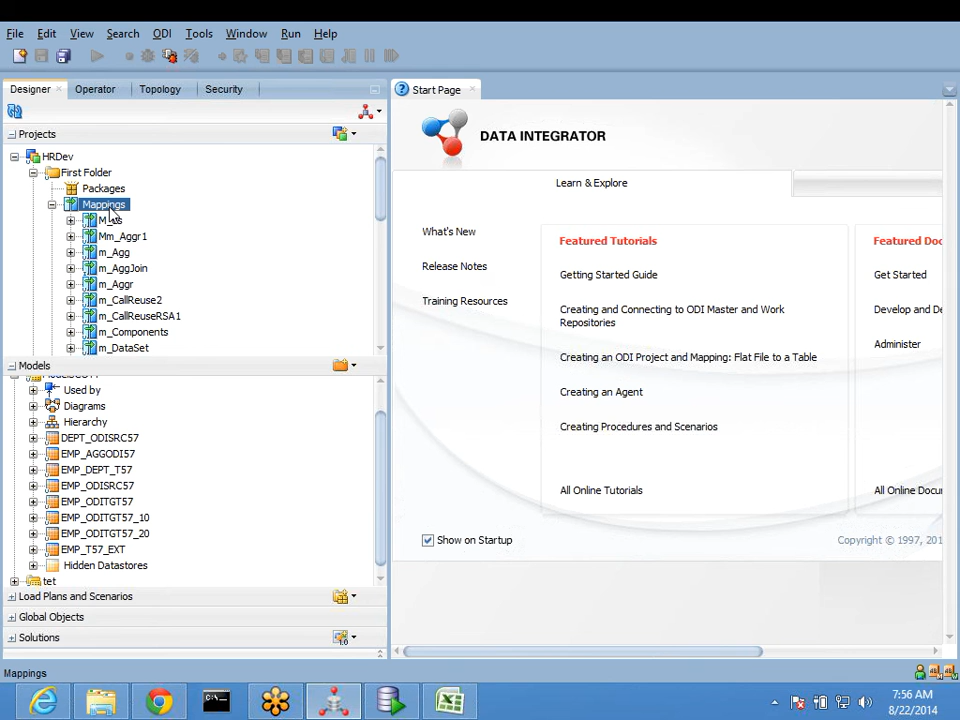 File Edit View Search ODI Tools Window Run Help
Designer Operator Topology Security
Start Page
Projects
HRDev
First Folder
Packages
Mappings
Mm_Aggr1
m_Agg
m_AggJoin
m_Aggr
m_CallReuse2
m_CallReuseRSA1
m_Components
m_DataSet
Models
Used by
Diagrams
Hierarchy
DEPT_ODISRC57
EMP_AGGODI57
EMP_DEPT_T57
EMP_ODISRC57
EMP_ODITGT57
EMP_ODITGT57_10
EMP_ODITGT57_20
EMP_T57_EXT
Hidden Datastores
tet
Load Plans and Scenarios
Global Objects
Solutions
DATA INTEGRATOR
Learn & Explore
What's New
Release Notes
Training Resources
Featured Tutorials
Getting Started Guide
Creating and Connecting to ODI Master and Work
Repositories
Creating an ODI Project and Mapping: Flat File to a Table
Creating an Agent
Creating Procedures and Scenarios
All Online Tutorials
Featured Doc
Get Started
Develop and De
Administer
All Online Docur
Show on Startup
Copyright © 1997, 201
Mappings
7:56 AM
8/22/2014